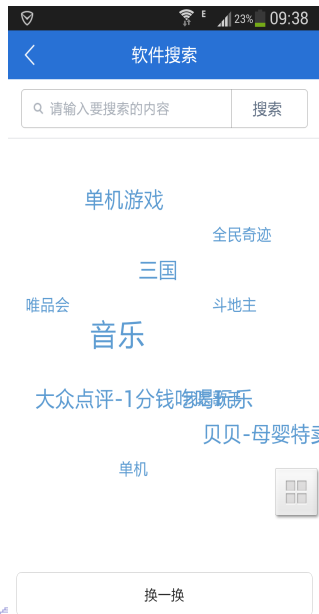 E 23% 09:38
软件搜索
请输入要搜索的内容 搜索
单机游戏
全民奇迹
三国
唯品会 斗地主
音乐
大众点评-1分钱吃喝玩乐
贝贝-母婴特卖
单机
换一换